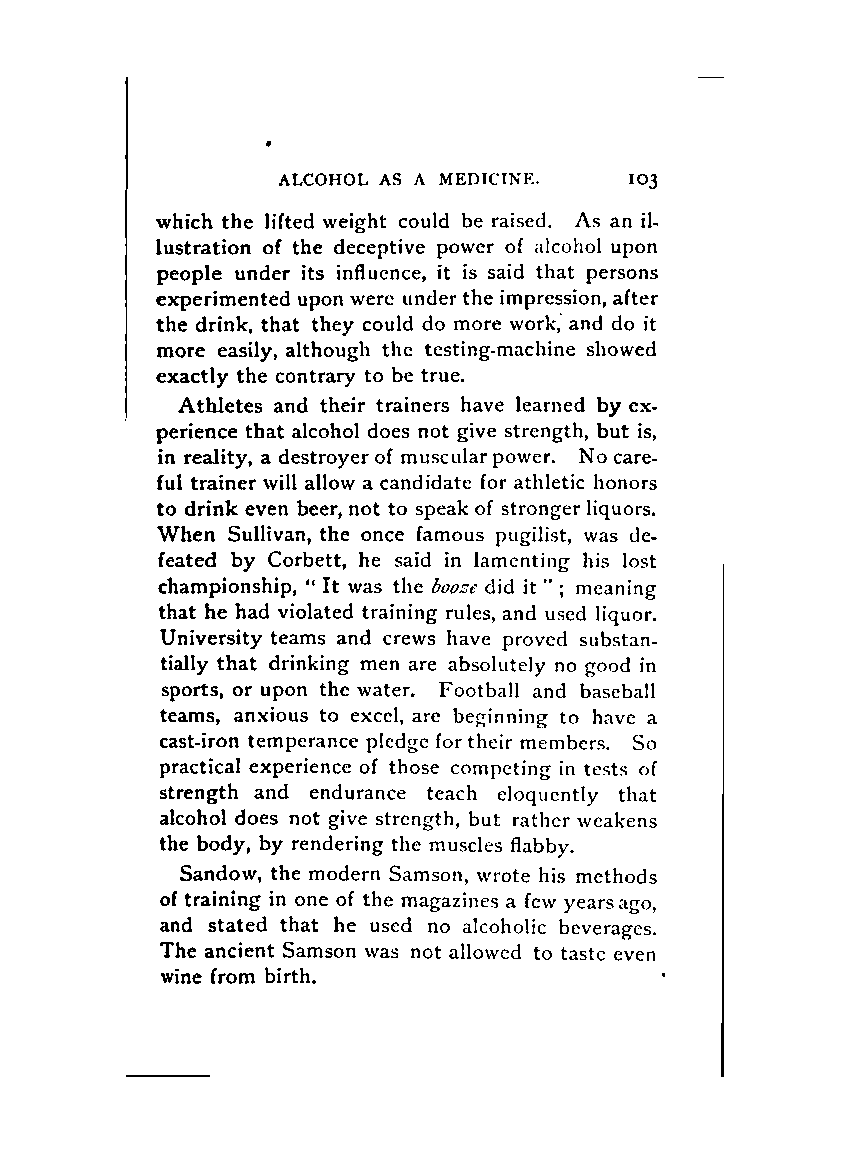 ALCOHOL AS A MEDICINE. 103
which the lifted weight could be raised. As an il-
lustration of the deceptive power of alcohol upon
people under its influence, it is said that persons
experimented upon were under the impression, after
the drink, that they could do more work, and do it
more easily, although the testing-machine showed
exactly the contrary to be true.
Athletes and their trainers have learned by ex-
perience that alcohol does not give strength, but is,
in reality, a destroyer of muscular power. No care-
ful trainer will allow a candidate for athletic honors
to drink even beer, not to speak of stronger liquors.
When Sullivan, the once famous pugilist, was de-
feated by Corbett, he said in lamenting his lost
championship, “ It was the booze did it ” ; meaning
that he had violated training rules, and used liquor.
University teams and crews have proved substan-
tially that drinking men are absolutely no good in
sports, or upon the water. Football and baseball
teams, anxious to excel, are beginning to have a
cast-iron temperance pledge for their members. So
practical experience of those competing in tests of
strength and endurance teach eloquently that
alcohol does not give strength, but rather weakens
the body, by rendering the muscles flabby.
Sandow, the modern Samson, wrote his methods
of training in one of the magazines a few years ago,
and stated that he used no alcoholic beverages.
The ancient Samson was not allowed to taste even
wine from birth.